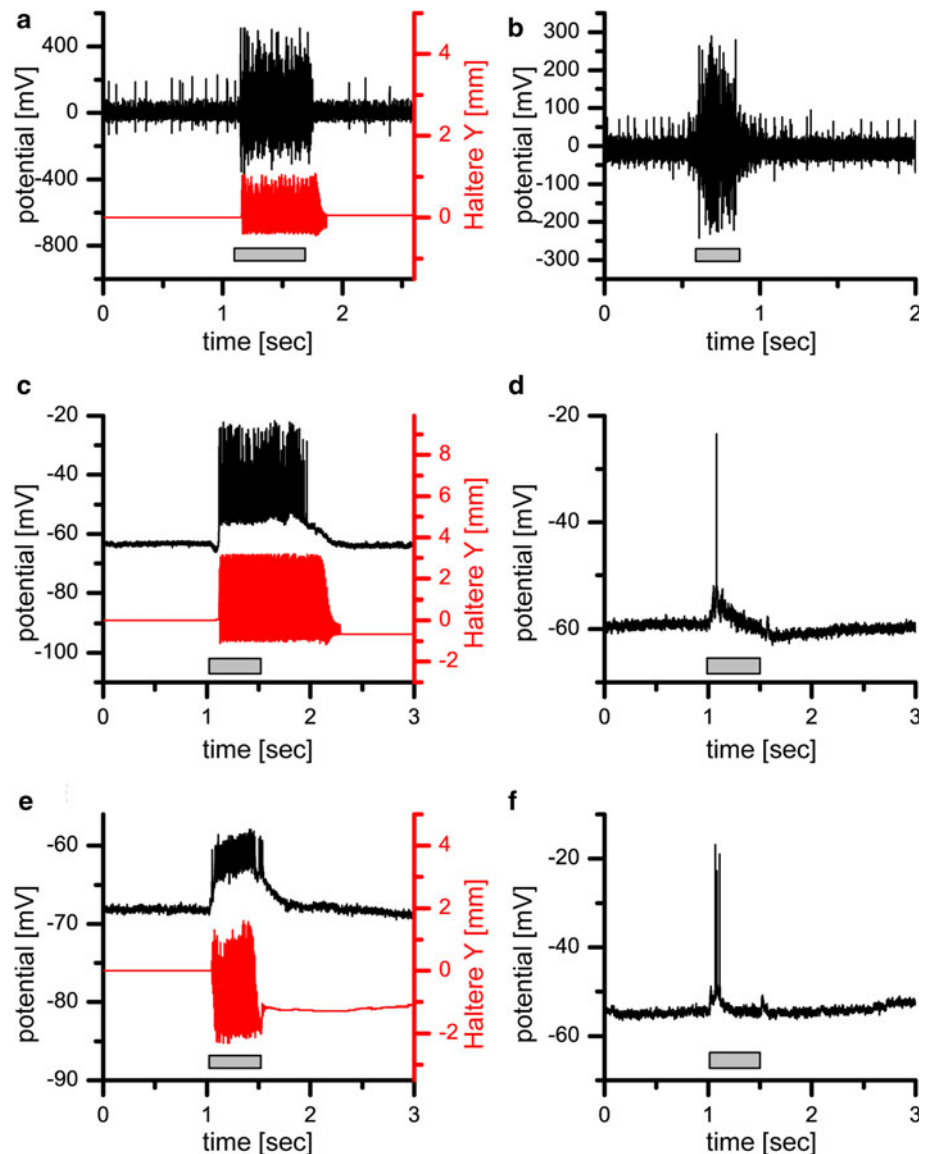 a
potential [mV]
400
0
-400
-800
Haltere Y [mm]
4
2
0
0 1 2
time [sec]
b
potential [mV]
300
200
100
0
-100
-200
-300
0 1 2
time [sec]
c
potential [mV]
-20
-40
-60
-80
-100
Haltere Y [mm]
8
6
4
2
0
-2
0 1 2 3
time [sec]
d
potential [mV]
-20
-40
-60
0 1 2 3
time [sec]
e
potential [mV]
-60
-70
-80
-90
Haltere Y [mm]
4
2
0
-2
0 1 2 3
time [sec]
f
potential [mV]
-20
-40
-60
0 1 2 3
time [sec]